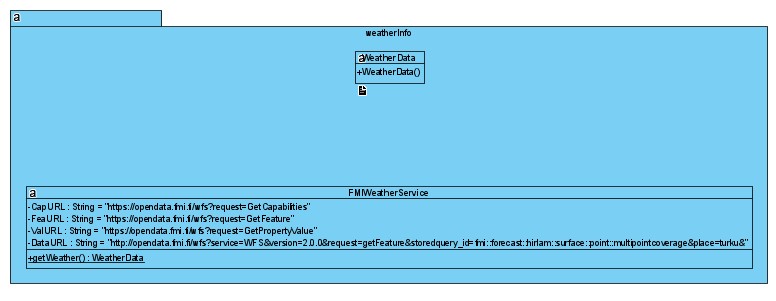 a
weatherInfo
a WeatherData
+WeatherData()
a FMIWeatherService
-CapURL : String = "https://opendata.fmi.fi/wfs?request=GetCapabilities"
-FeaURL : String = "https://opendata.fmi.fi/wfs?request=GetFeature"
-ValURL : String = "https://opendata.fmi.fi/wfs?request=GetPropertyValue"
-DataURL : String = "http://opendata.fmi.fi/wfs?service=WFS&version=2.0.0&request=getFeature&storedquery_id=fmi::forecast::hirlam::surface::point::multipointcoverage&place=turku&"
+getWeather() : WeatherData